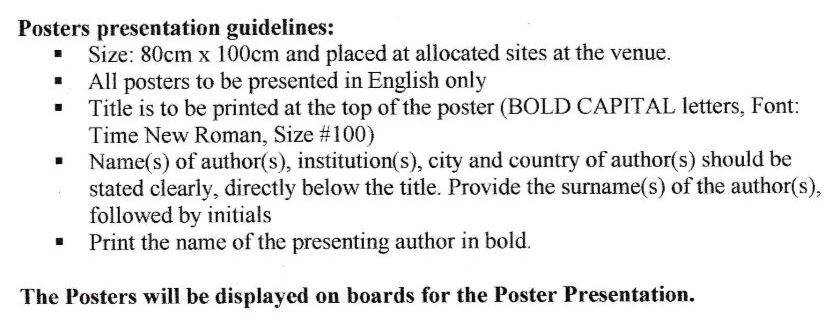 Posters presentation guidelines:
▪ Size: 80cm x 100cm and placed at allocated sites at the venue.
▪ All posters to be presented in English only
▪ Title is to be printed at the top of the poster (BOLD CAPITAL letters, Font:
Time New Roman, Size #100)
▪ Name(s) of author(s), institution(s), city and country of author(s) should be
stated clearly, directly below the title. Provide the surname(s) of the author(s),
followed by initials
▪ Print the name of the presenting author in bold.
The Posters will be displayed on boards for the Poster Presentation.